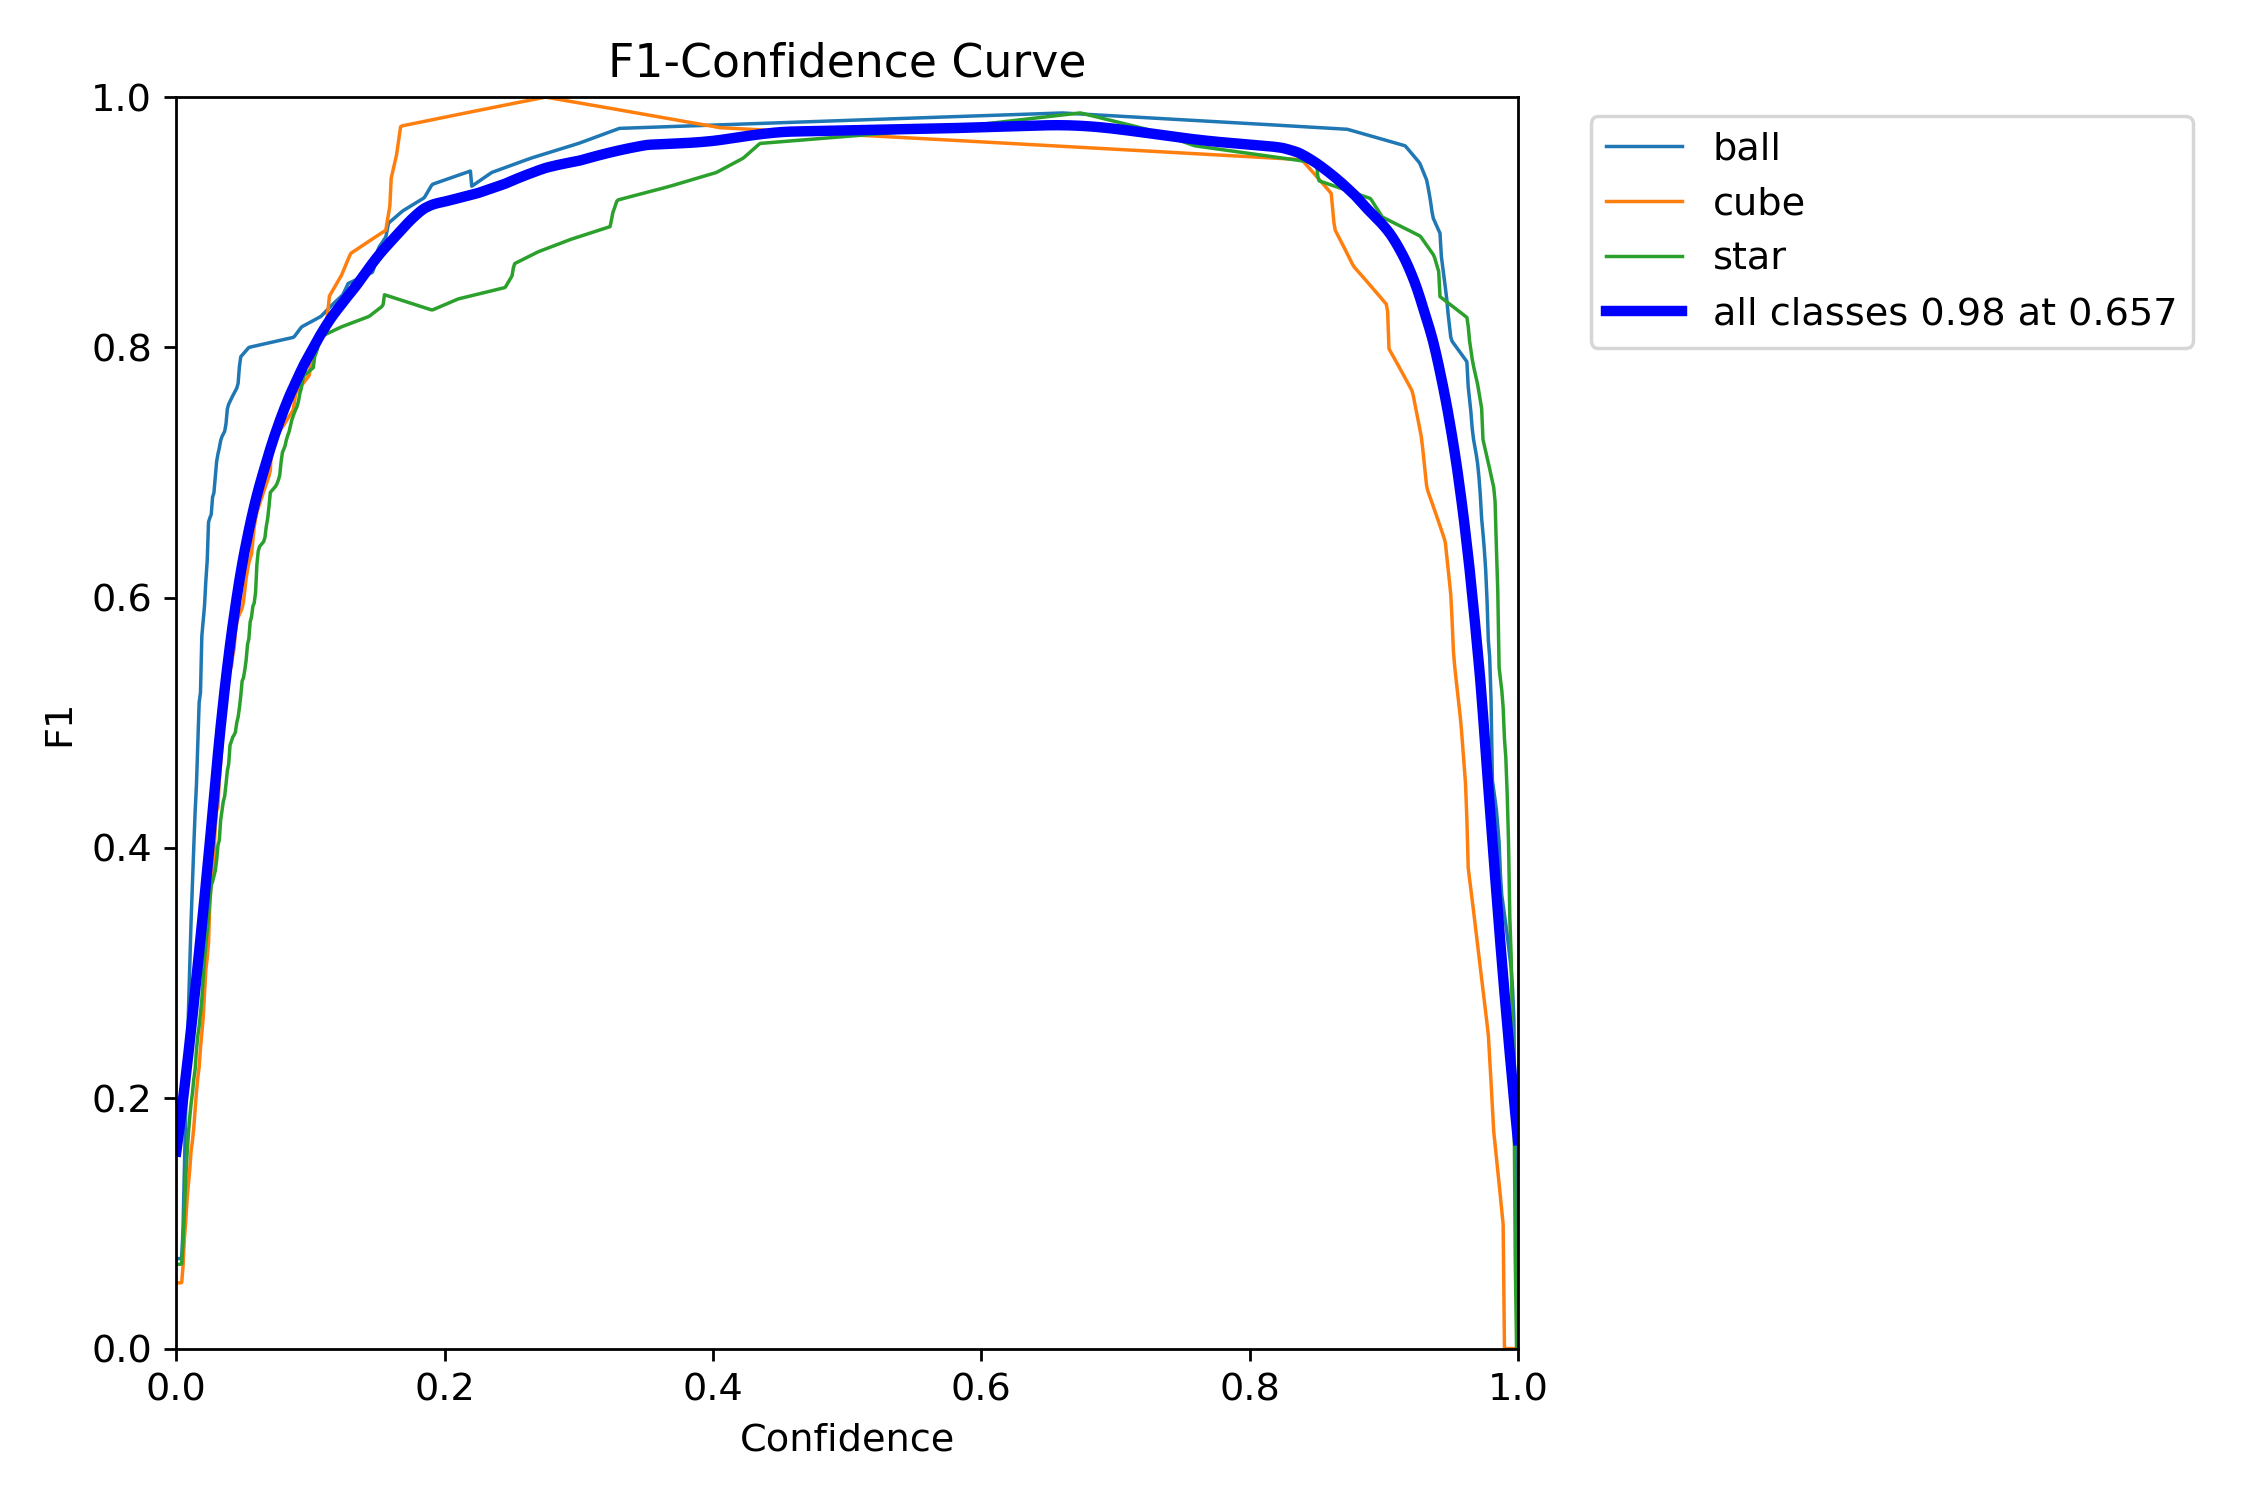 F1-Confidence Curve
1.0
0.8
0.6
0.4
0.2
0.0
F1
0.0 0.2 0.4 0.6 0.8 1.0
Confidence
ball
cube
star
all classes 0.98 at 0.657